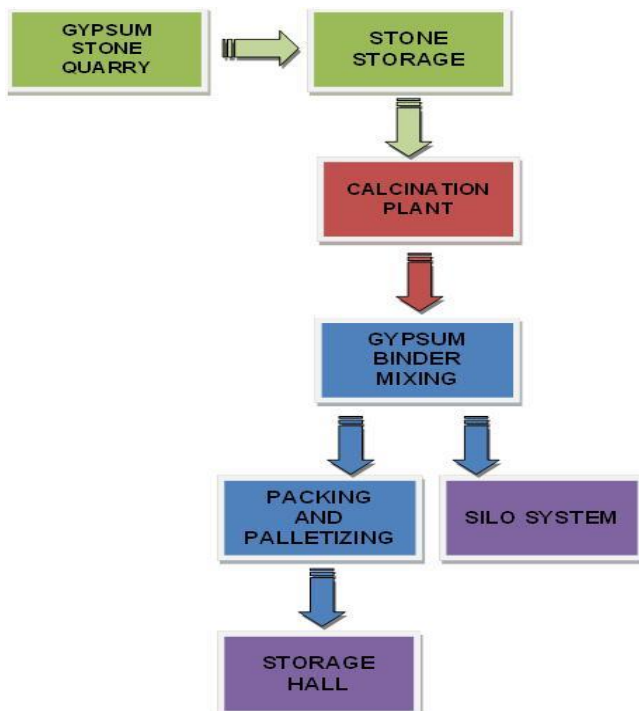 GYPSUM
STONE
QUARRY
STONE
STORAGE
CALCINATION
PLANT
GYPSUM
BINDER
MIXING
PACKING
AND
PALLETIZING
SILO SYSTEM
STORAGE
HALL